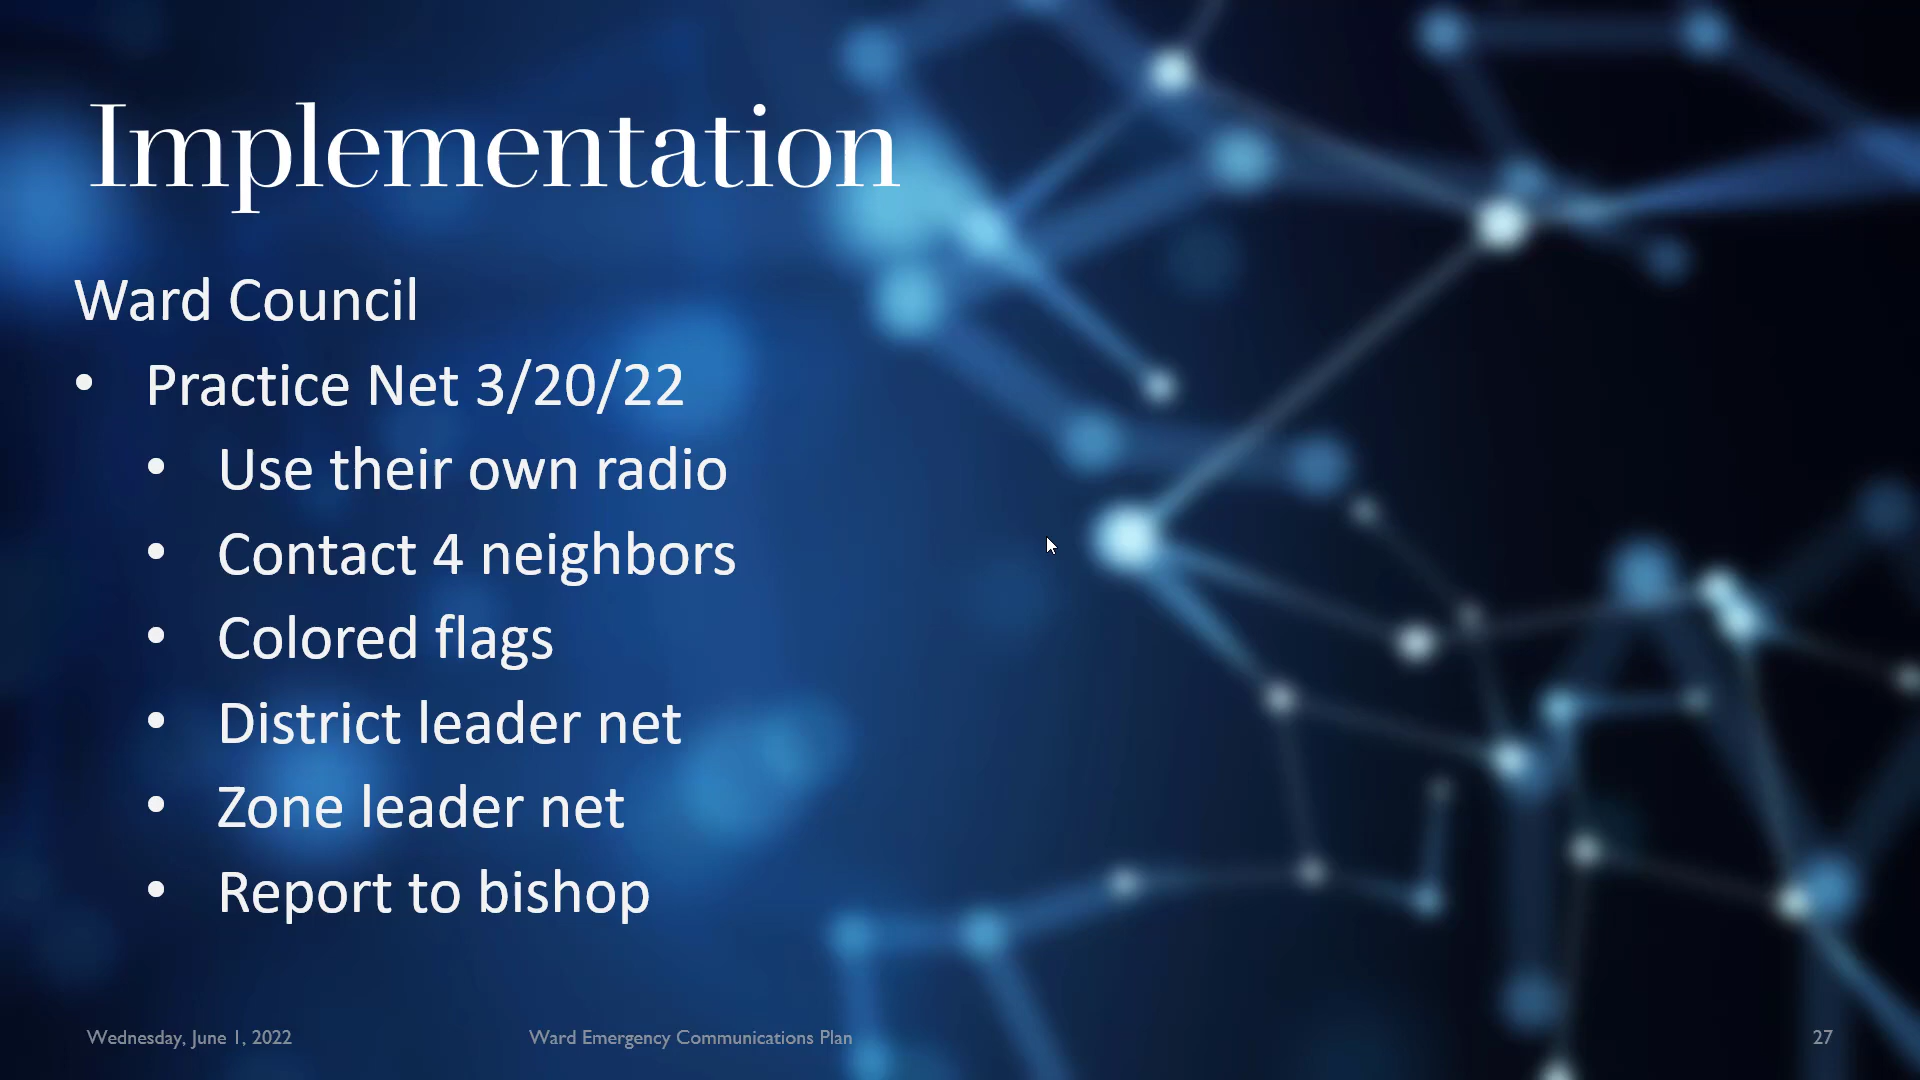 Implementation
Ward Council
• Practice Net 3/20/22
• Use their own radio
• Contact 4 neighbors
• Colored flags
• District leader net
• Zone leader net
• Report to bishop
Wednesday, June 1, 2022 Ward Emergency Communications Plan 27